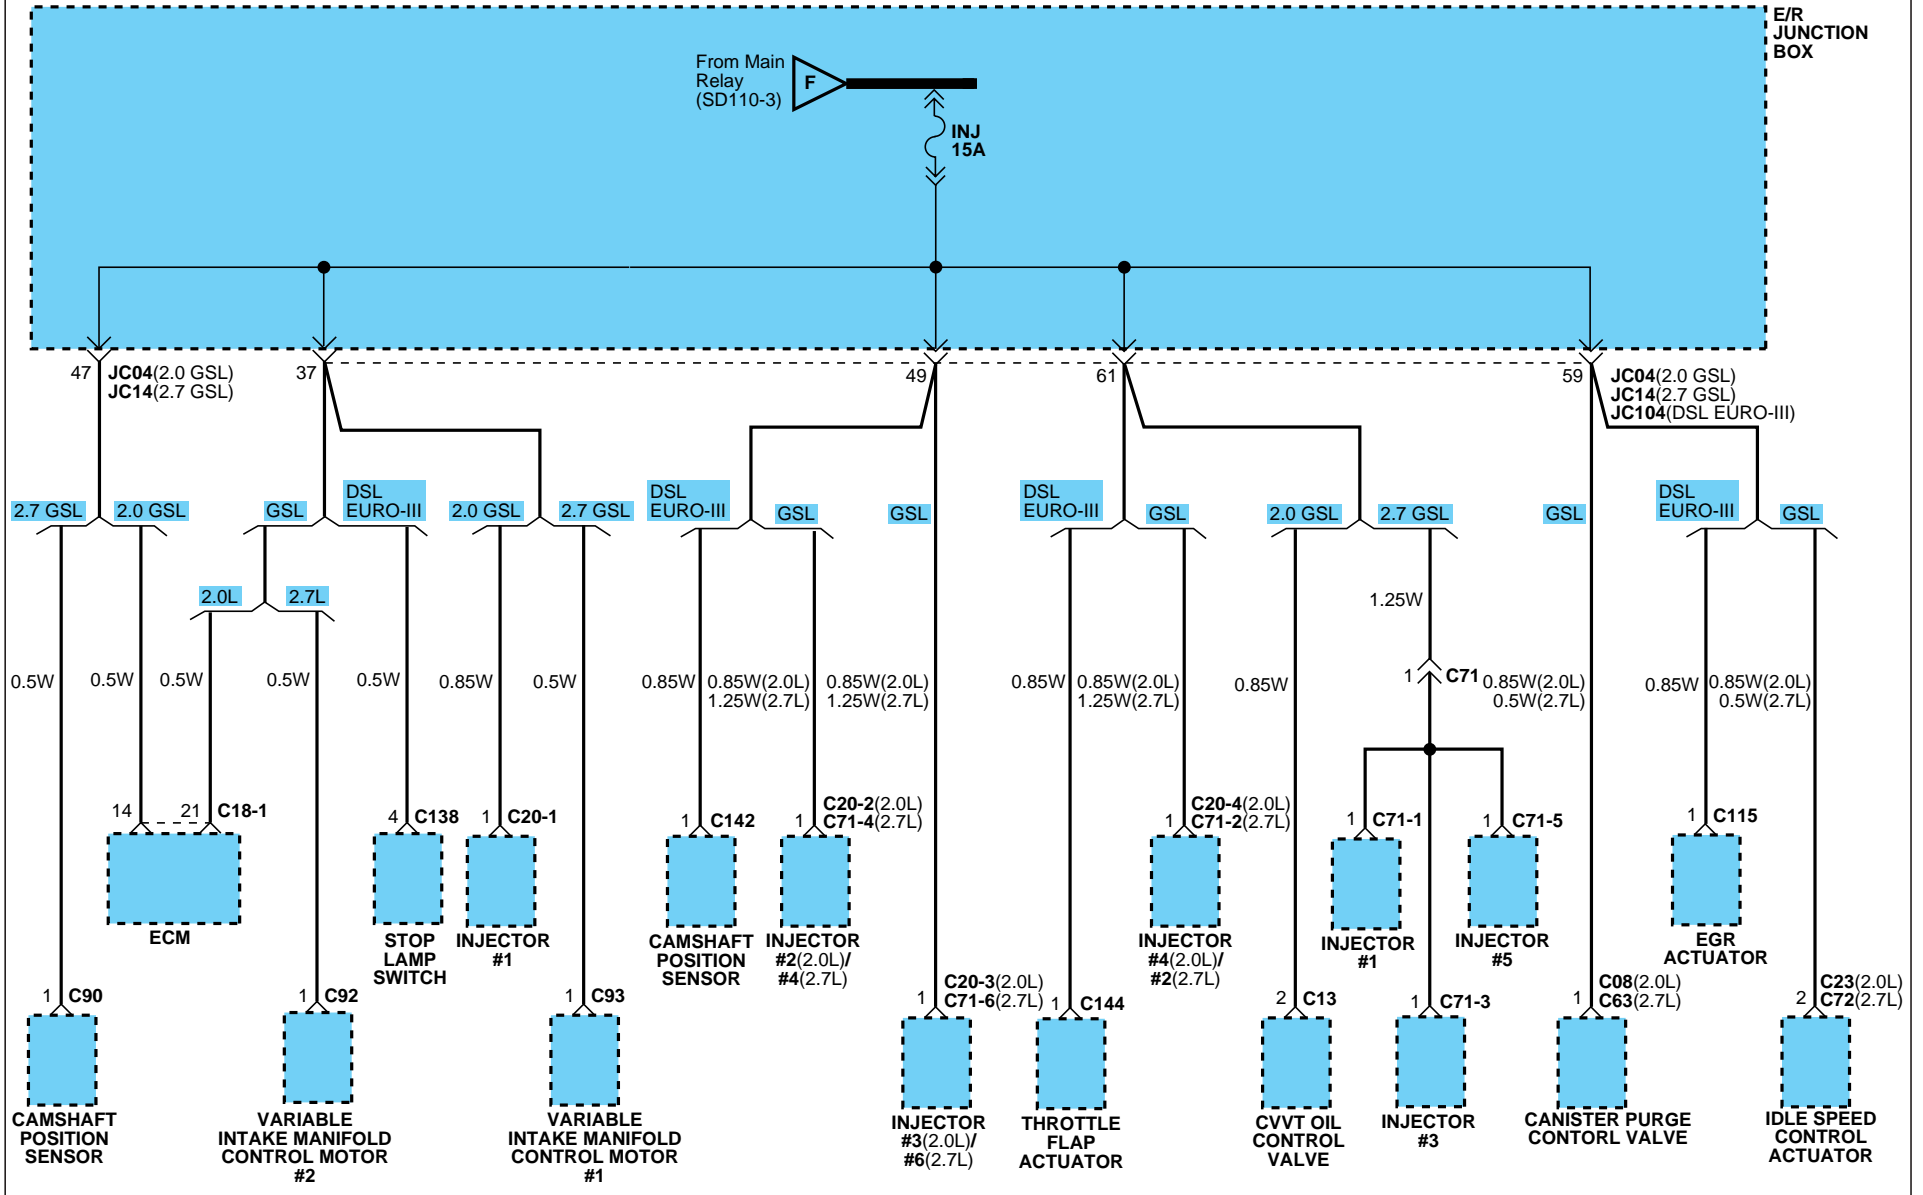 E/R
JUNCTION
BOX
From Main
Relay
(SD110-3)
F
INJ
15A
47
JC04(2.0 GSL)
JC14(2.7 GSL)
37
49
61
59
JC04(2.0 GSL)
JC14(2.7 GSL)
JC104(DSL EURO-III)
2.7 GSL
2.0 GSL
GSL
DSL
EURO-III
2.0 GSL
2.7 GSL
DSL
EURO-III
GSL
GSL
DSL
EURO-III
GSL
2.0 GSL
2.7 GSL
GSL
DSL
EURO-III
GSL
2.0L
2.7L
1.25W
0.5W
0.5W
0.5W
0.5W
0.5W
0.85W
0.5W
0.85W
0.85W(2.0L)
1.25W(2.7L)
0.85W(2.0L)
1.25W(2.7L)
0.85W
0.85W(2.0L)
1.25W(2.7L)
0.85W
1
C71
0.85W(2.0L)
0.5W(2.7L)
0.85W
0.85W(2.0L)
0.5W(2.7L)
14
21
C18-1
4
C138
1
C20-1
1
C142
1
C20-2(2.0L)
C71-4(2.7L)
1
C20-4(2.0L)
C71-2(2.7L)
1
C71-1
1
C71-5
1
C115
ECM
STOP
LAMP
SWITCH
INJECTOR
#1
CAMSHAFT
POSITION
SENSOR
INJECTOR
#2(2.0L)/
#4(2.7L)
INJECTOR
#4(2.0L)/
#2(2.7L)
INJECTOR
#1
INJECTOR
#5
EGR
ACTUATOR
1
C90
1
C92
1
C93
1
C20-3(2.0L)
C71-6(2.7L)
1
C144
2
C13
1
C71-3
1
C08(2.0L)
C63(2.7L)
2
C23(2.0L)
C72(2.7L)
CAMSHAFT
POSITION
SENSOR
VARIABLE
INTAKE MANIFOLD
CONTROL MOTOR
#2
VARIABLE
INTAKE MANIFOLD
CONTROL MOTOR
#1
INJECTOR
#3(2.0L)/
#6(2.7L)
THROTTLE
FLAP
ACTUATOR
CVVT OIL
CONTROL
VALVE
INJECTOR
#3
CANISTER PURGE
CONTORL VALVE
IDLE SPEED
CONTROL
ACTUATOR